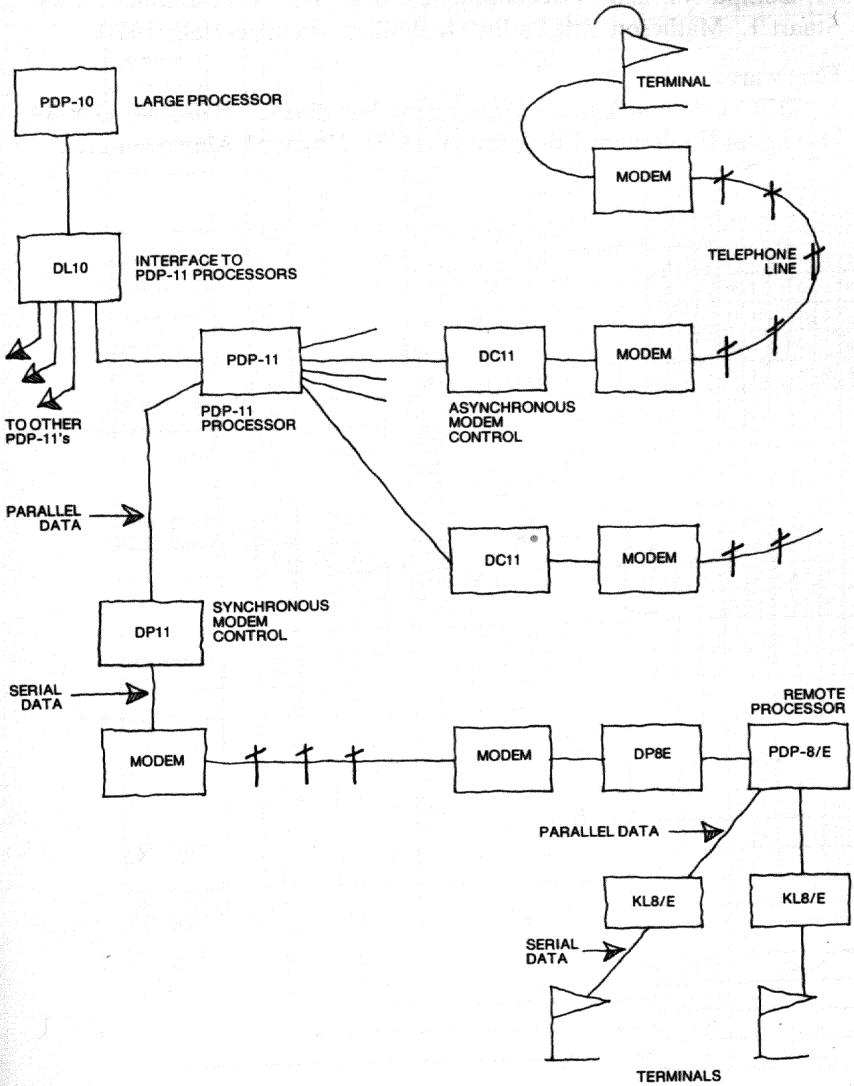 TERMINAL
PDP-10
LARGE PROCESSOR
MODEM
TELEPHONE
LINE
DL10
INTERFACE TO
PDP-11 PROCESSORS
PDP-11
PDP-11
PROCESSOR
DC11
ASYNCHRONOUS
MODEM
CONTROL
MODEM
TO OTHER
PDP-11's
PARALLEL
DATA
DC11
MODEM
DP11
SYNCHRONOUS
MODEM
CONTROL
SERIAL
DATA
MODEM
MODEM
DP8E
REMOTE
PROCESSOR
PDP-8/E
PARALLEL DATA
KL8/E
KL8/E
SERIAL
DATA
TERMINALS